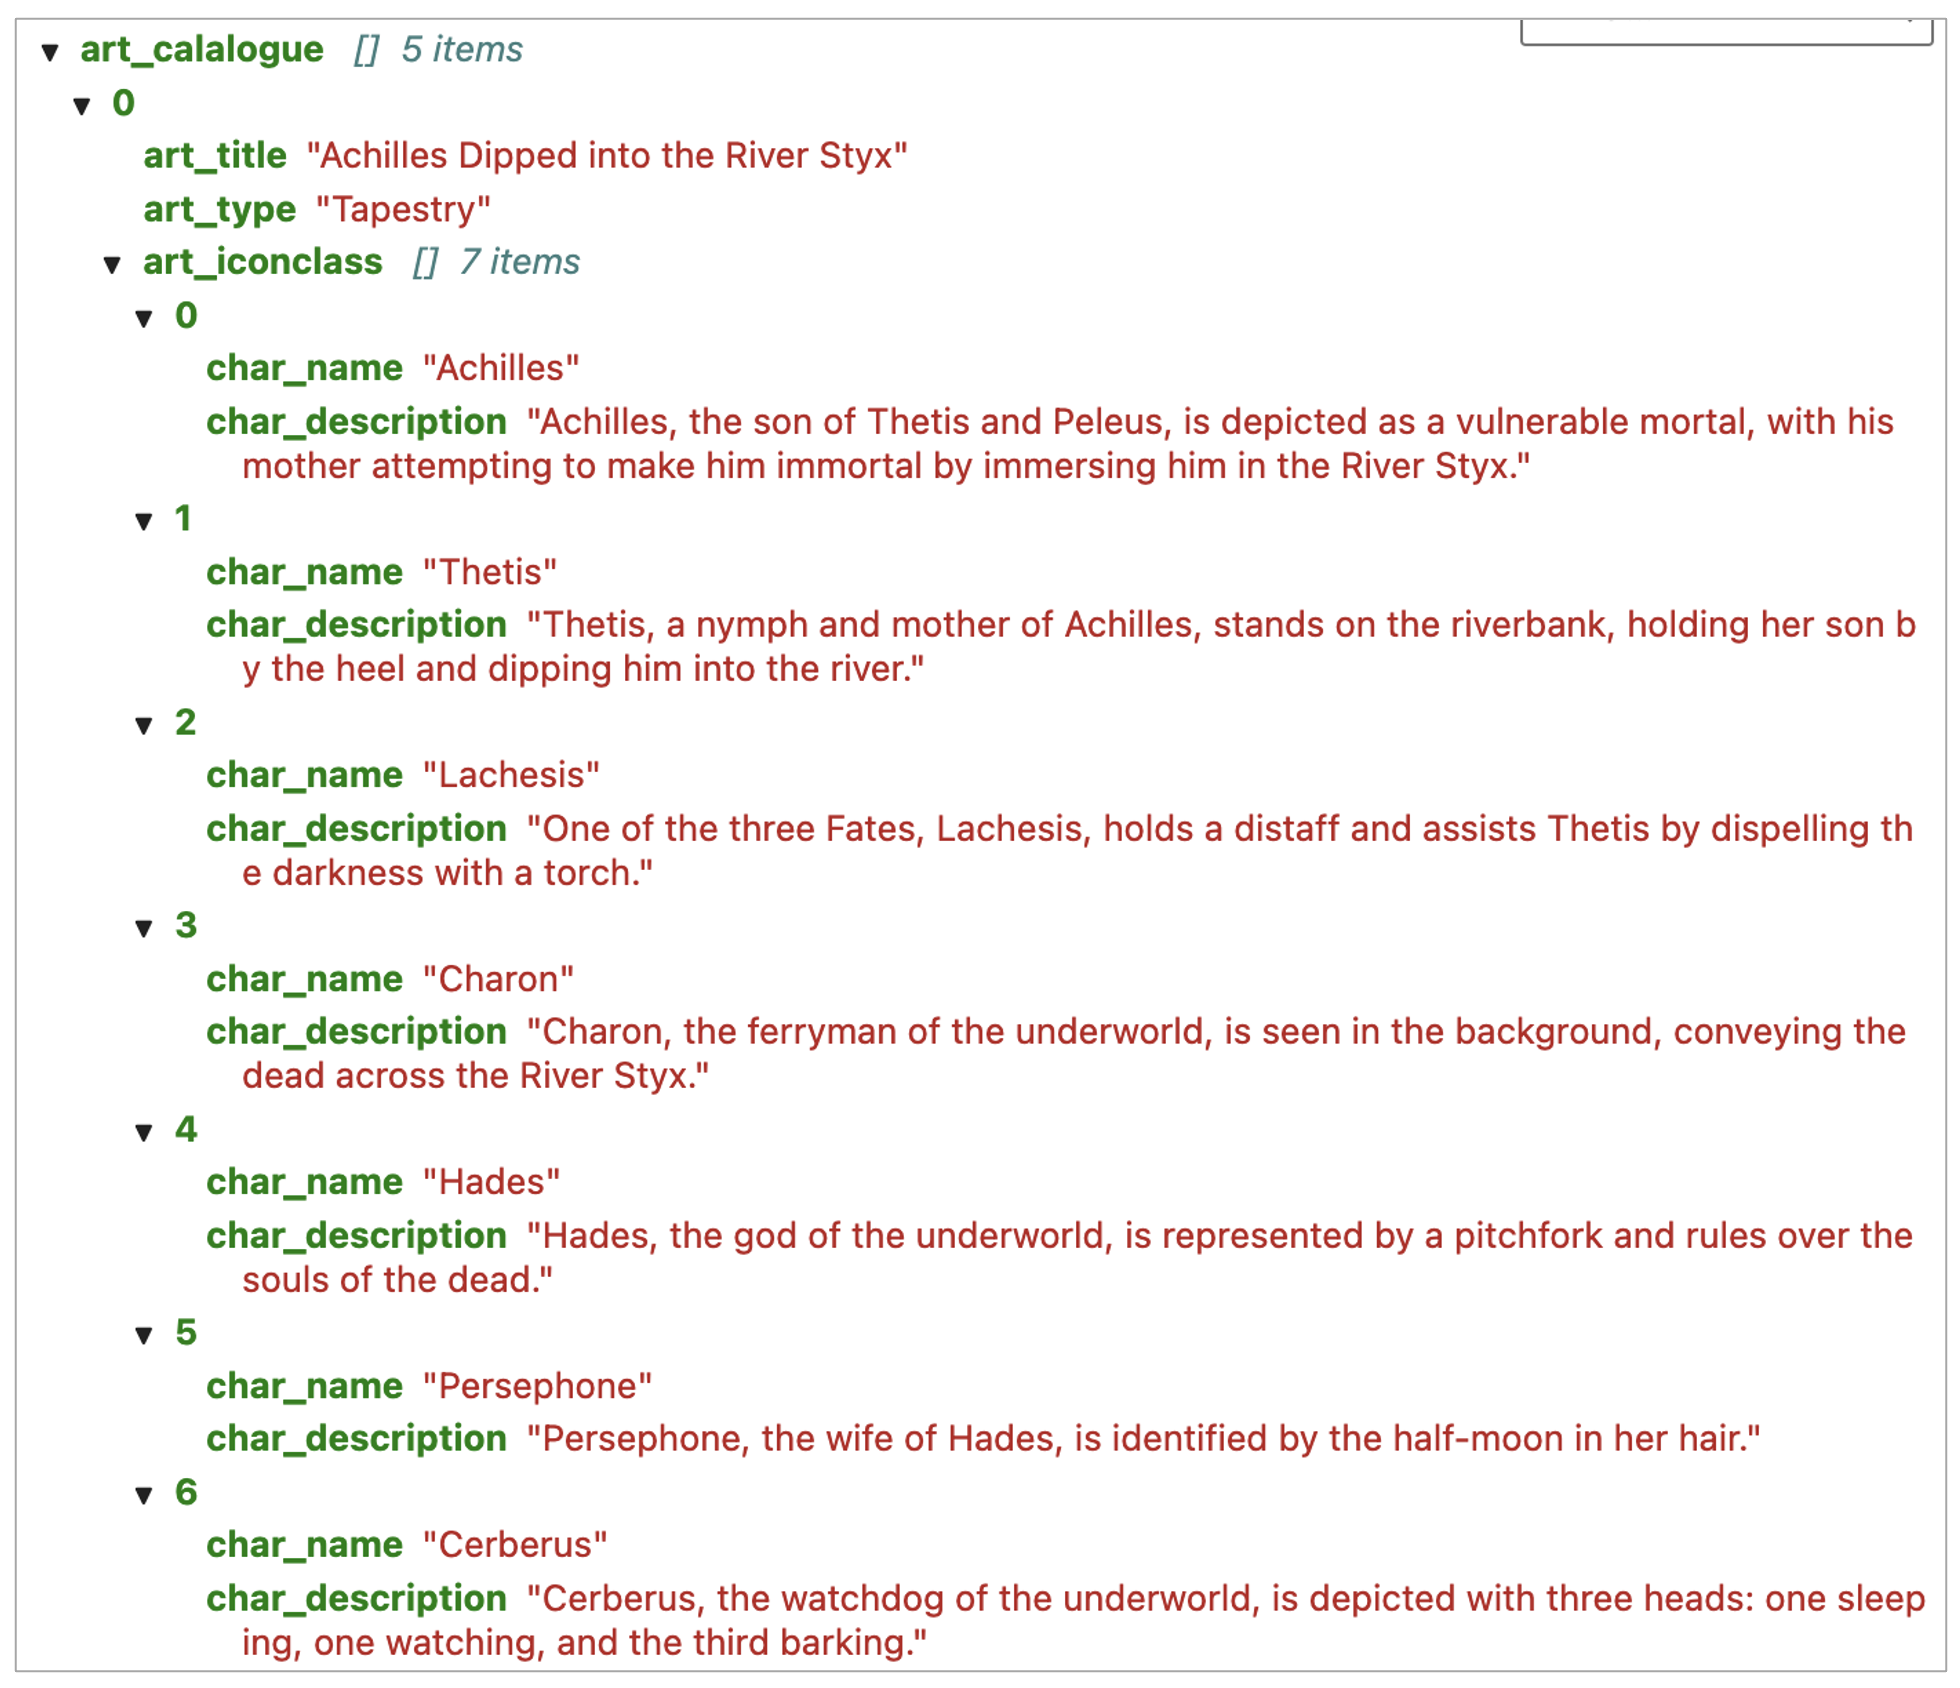 art_calalogue [] 5 items
0
art_title "Achilles Dipped into the River Styx"
art_type "Tapestry"
art_iconclass [] 7 items
0
char_name "Achilles"
char_description "Achilles, the son of Thetis and Peleus, is depicted as a vulnerable mortal, with his
mother attempting to make him immortal by immersing him in the River Styx."
1
char_name "Thetis"
char_description "Thetis, a nymph and mother of Achilles, stands on the riverbank, holding her son b
y the heel and dipping him into the river."
2
char_name "Lachesis"
char_description "One of the three Fates, Lachesis, holds a distaff and assists Thetis by dispelling th
e darkness with a torch."
3
char_name "Charon"
char_description "Charon, the ferryman of the underworld, is seen in the background, conveying the
dead across the River Styx."
4
char_name "Hades"
char_description "Hades, the god of the underworld, is represented by a pitchfork and rules over the
souls of the dead."
5
char_name "Persephone"
char_description "Persephone, the wife of Hades, is identified by the half-moon in her hair."
6
char_name "Cerberus"
char_description "Cerberus, the watchdog of the underworld, is depicted with three heads: one sleep
ing, one watching, and the third barking."